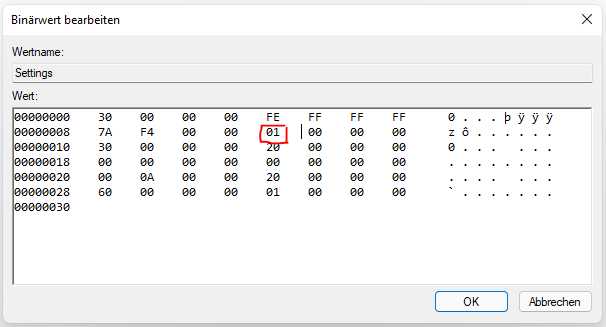 Binärwert bearbeiten
Wertname:
Settings
Wert:
00000000 30 00 00 00 FE FF FF FF 0 . . . þ ÿ ÿ ÿ
00000008 7A F4 00 00 01 00 00 00 z ô . . . . . .
00000010 30 00 00 00 20 00 00 00 0 . . .   . . .
00000018 00 00 00 00 00 00 00 00 . . . . . . . .
00000020 00 0A 00 00 20 00 00 00 . . . .   . . .
00000028 60 00 00 00 01 00 00 00 ` . . . . . . .
00000030
OK Abbrechen